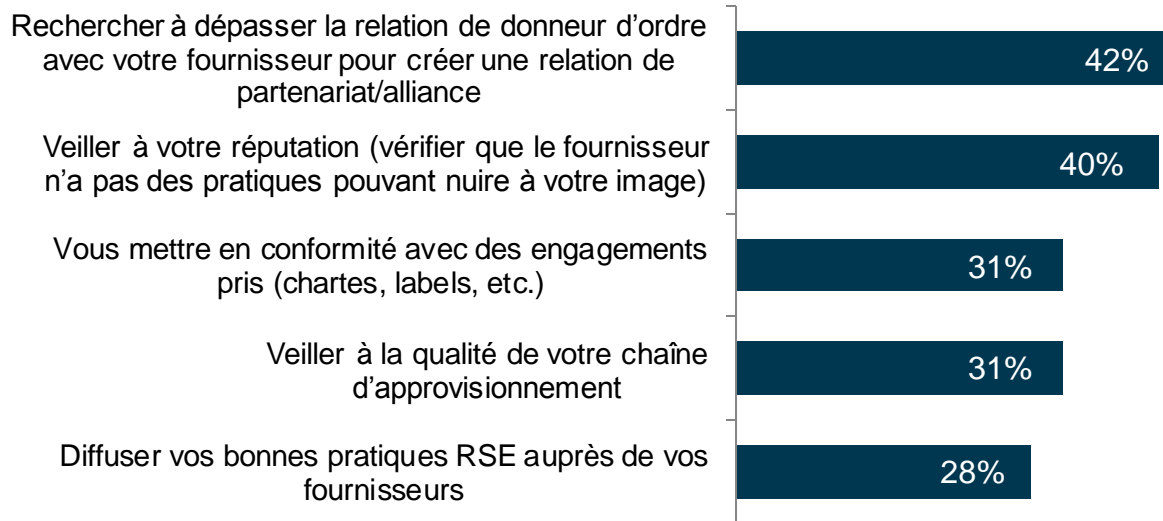 Rechercher à dépasser la relation de donneur d'ordre
avec votre fournisseur pour créer une relation de
partenariat/alliance
42%
Veiller à votre réputation (vérifier que le fournisseur
n'a pas des pratiques pouvant nuire à votre image)
40%
Vous mettre en conformité avec des engagements
pris (chartes, labels, etc.)
31%
Veiller à la qualité de votre chaîne
d'approvisionnement
31%
Diffuser vos bonnes pratiques RSE auprès de vos
fournisseurs
28%